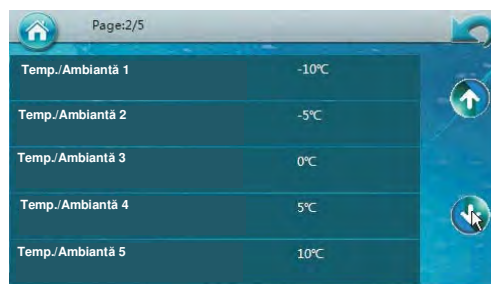 Page:2/5
Temp./Ambiantă 1 -10℃
Temp./Ambiantă 2 -5℃
Temp./Ambiantă 3 0℃
Temp./Ambiantă 4 5℃
Temp./Ambiantă 5 10℃